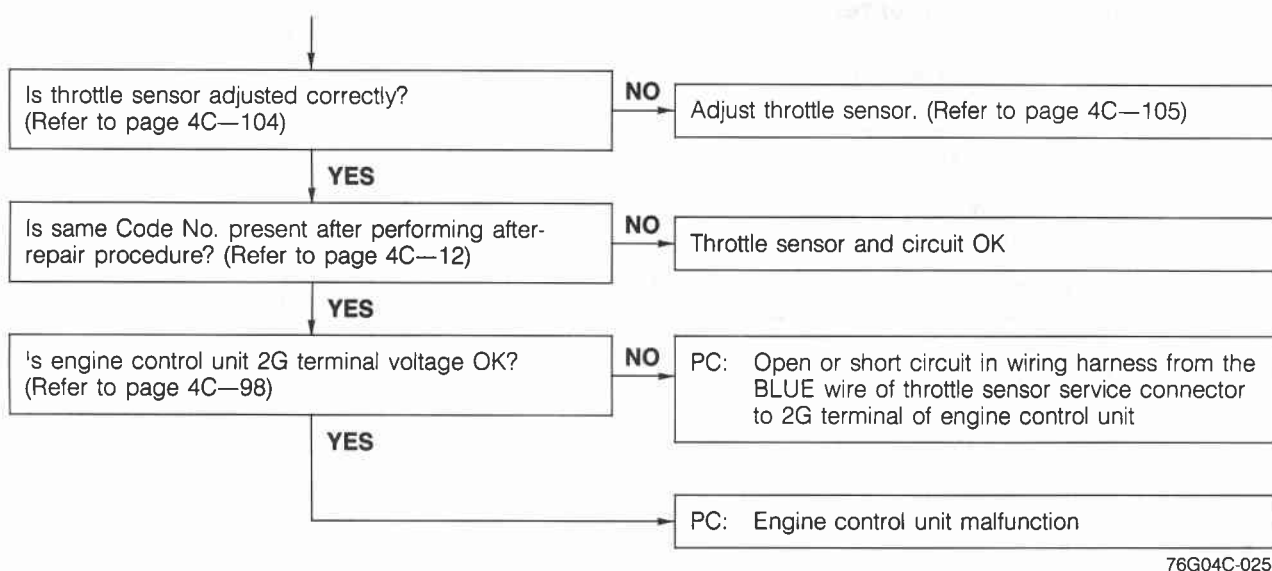 Is throttle sensor adjusted correctly?
(Refer to page 4C—104)
NO
Adjust throttle sensor. (Refer to page 4C—105)
YES
Is same Code No. present after performing after-
repair procedure? (Refer to page 4C—12)
NO
Throttle sensor and circuit OK
YES
Is engine control unit 2G terminal voltage OK?
(Refer to page 4C—98)
NO
PC: Open or short circuit in wiring harness from the
BLUE wire of throttle sensor service connector
to 2G terminal of engine control unit
YES
PC: Engine control unit malfunction
76G04C-025